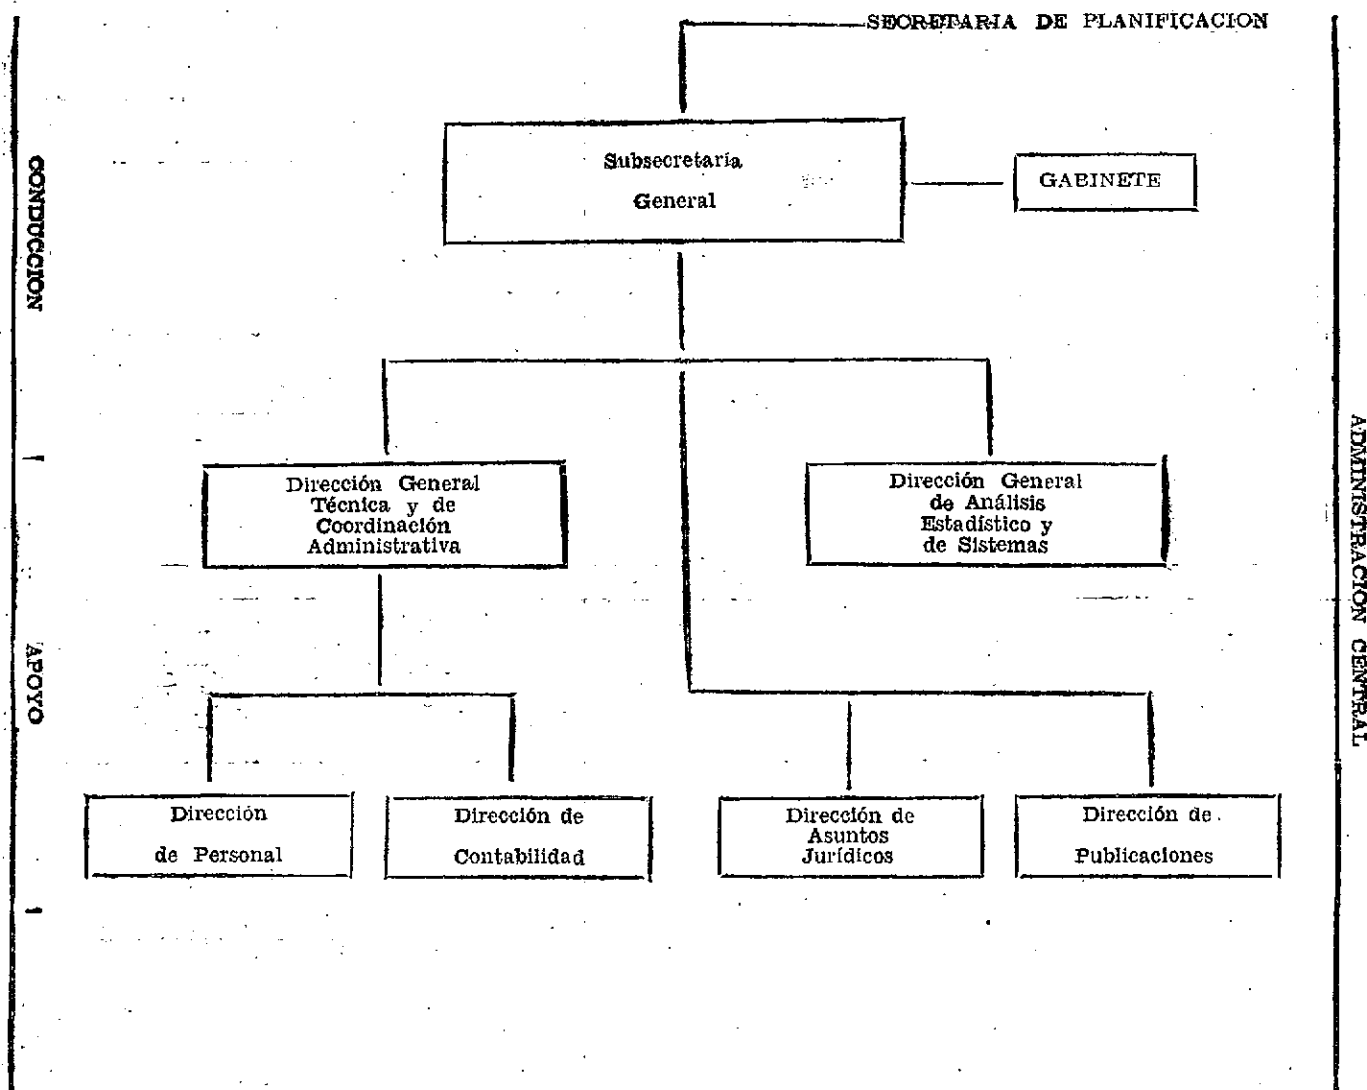 SECRETARIA DE PLANIFICACION
Subsecretaría
General
GABINETE
CONDUCCION
Dirección General
Técnica y de
Coordinación
Administrativa
Dirección General
de Análisis
Estadístico y
de Sistemas
ADMINISTRACION CENTRAL
APOYO
Dirección
de Personal
Dirección de
Contabilidad
Dirección de
Asuntos
Jurídicos
Dirección de
Publicaciones